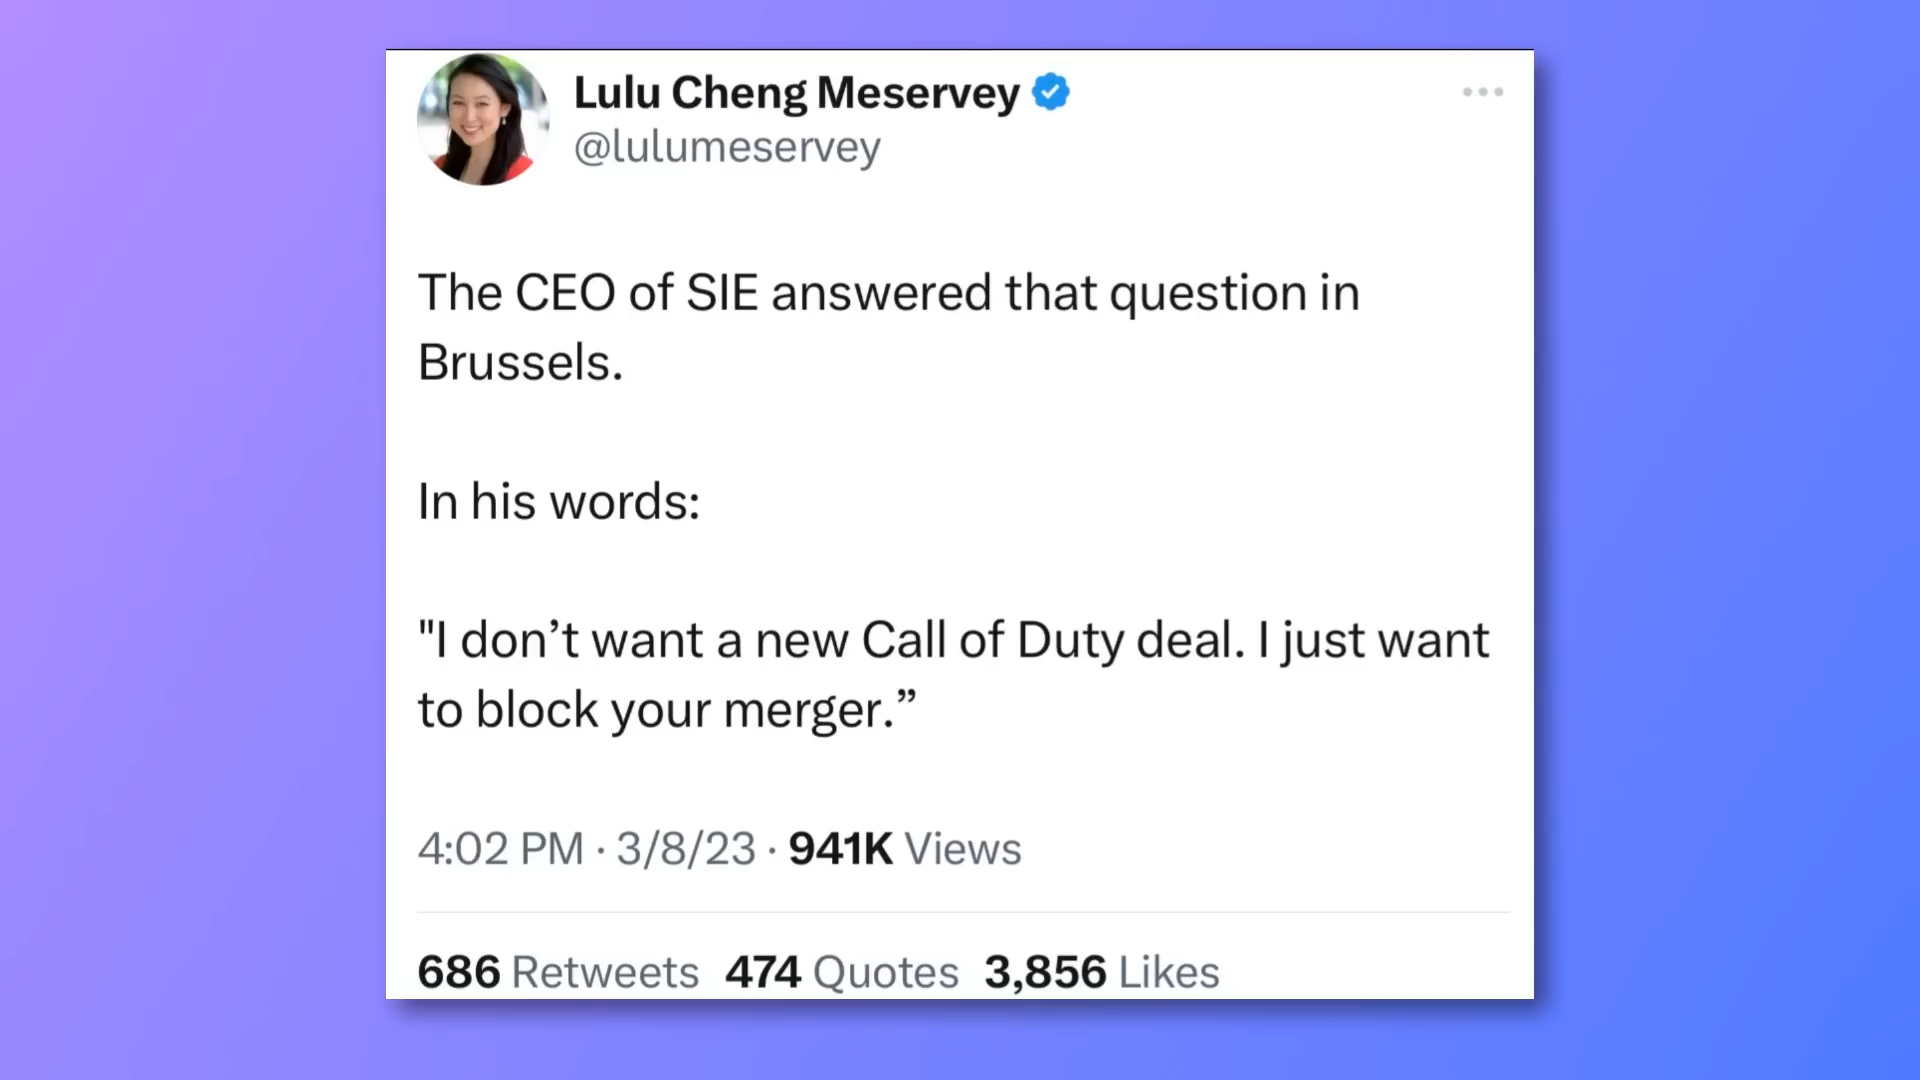 Lulu Cheng Meservey
@lulumeservey
The CEO of SIE answered that question in
Brussels.
In his words:
"I don’t want a new Call of Duty deal. I just want
to block your merger.”
4:02 PM · 3/8/23 · 941K Views
686 Retweets 474 Quotes 3,856 Likes